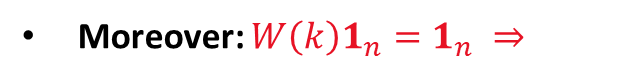 • Moreover: W(k)𝟏ₙ = 𝟏ₙ ⇒